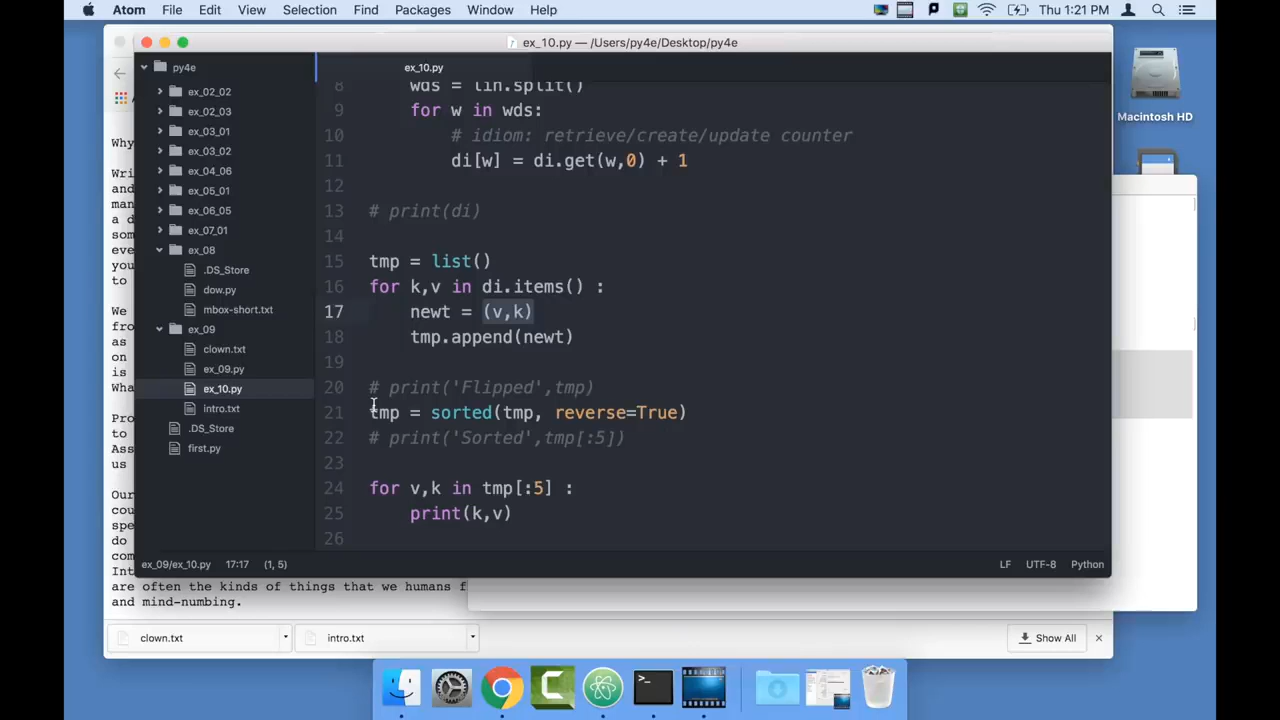 Atom File Edit View Selection Find Packages Window Help Thu 1:21 PM
ex_10.py — /Users/py4e/Desktop/py4e
py4e
ex_02_02
ex_02_03
ex_03_01
ex_03_02
ex_04_06
ex_05_01
ex_06_05
ex_07_01
ex_08
.DS_Store
dow.py
mbox-short.txt
ex_09
clown.txt
ex_09.py
ex_10.py
intro.txt
.DS_Store
first.py
ex_10.py
8 wds = lin.split()
9 for w in wds:
10 # idiom: retrieve/create/update counter
11 di[w] = di.get(w,0) + 1
12
13 # print(di)
14
15 tmp = list()
16 for k,v in di.items() :
17 newt = (v,k)
18 tmp.append(newt)
19
20 # print('Flipped',tmp)
21 tmp = sorted(tmp, reverse=True)
22 # print('Sorted',tmp[:5])
23
24 for v,k in tmp[:5] :
25 print(k,v)
26
ex_09/ex_10.py 17:17 (1, 5) LF UTF-8 Python
Macintosh HD
Why
Wri
and
man
a d
som
eve
you
to
We
fro
as
on
is
Wha
Pro
to
Ass
us
Our
cou
spe
do
com
Int
are often the kinds of things that we humans f
and mind-numbing.
clown.txt intro.txt Show All